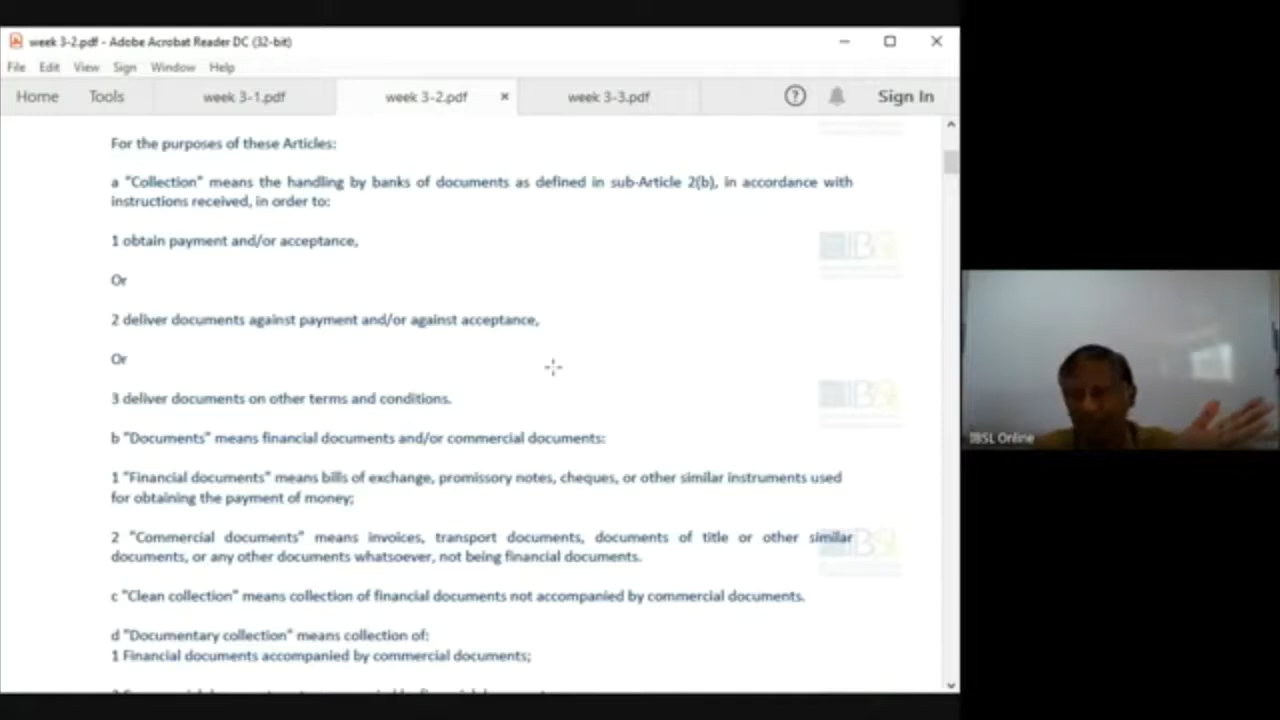 week 3-2.pdf - Adobe Acrobat Reader DC (32-bit)
File Edit View Sign Window Help
Home Tools week 3-1.pdf week 3-2.pdf × week 3-3.pdf Sign In
For the purposes of these Articles:
a "Collection" means the handling by banks of documents as defined in sub-Article 2(b), in accordance with
instructions received, in order to:
1 obtain payment and/or acceptance,
Or
2 deliver documents against payment and/or against acceptance,
Or
3 deliver documents on other terms and conditions.
b "Documents" means financial documents and/or commercial documents:
1 "Financial documents" means bills of exchange, promissory notes, cheques, or other similar instruments used
for obtaining the payment of money;
2 "Commercial documents" means invoices, transport documents, documents of title or other similar
documents, or any other documents whatsoever, not being financial documents.
c "Clean collection" means collection of financial documents not accompanied by commercial documents.
d "Documentary collection" means collection of:
1 Financial documents accompanied by commercial documents;
IBSL Online